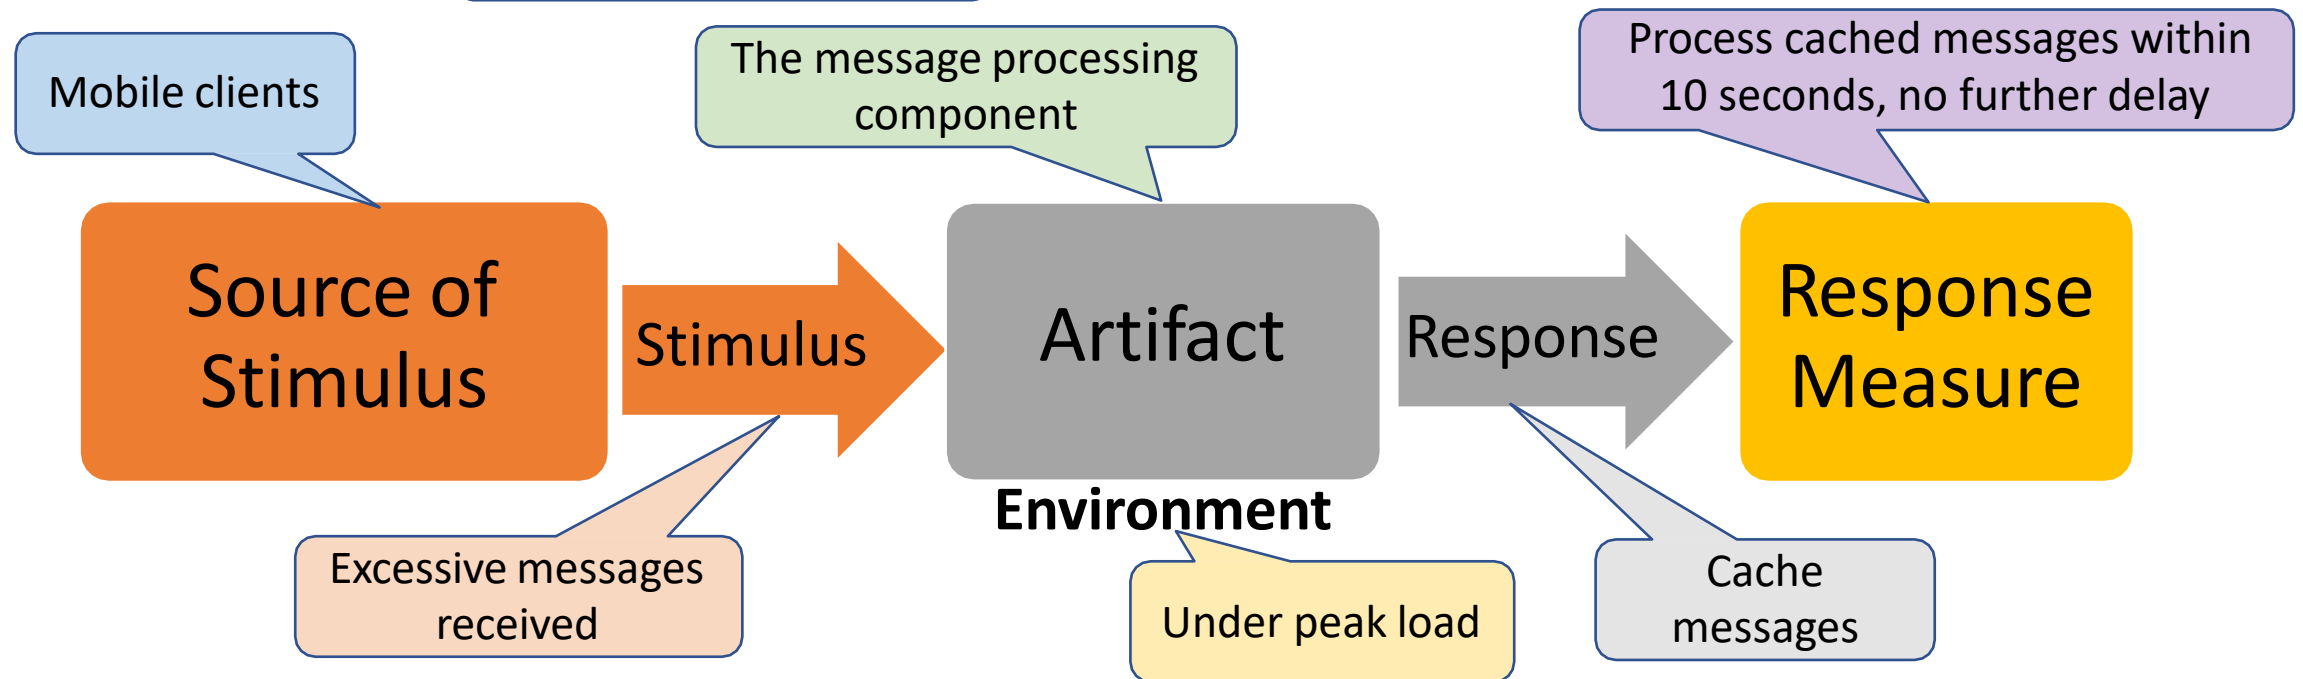 Mobile clients
The message processing
component
Process cached messages within
10 seconds, no further delay
Source of
Stimulus
Stimulus
Artifact
Response
Response
Measure
Environment
Excessive messages
received
Under peak load
Cache
messages